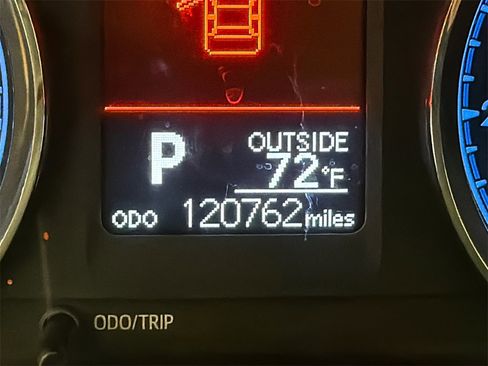 P OUTSIDE
72°F
ODO 120762 miles
ODO/TRIP